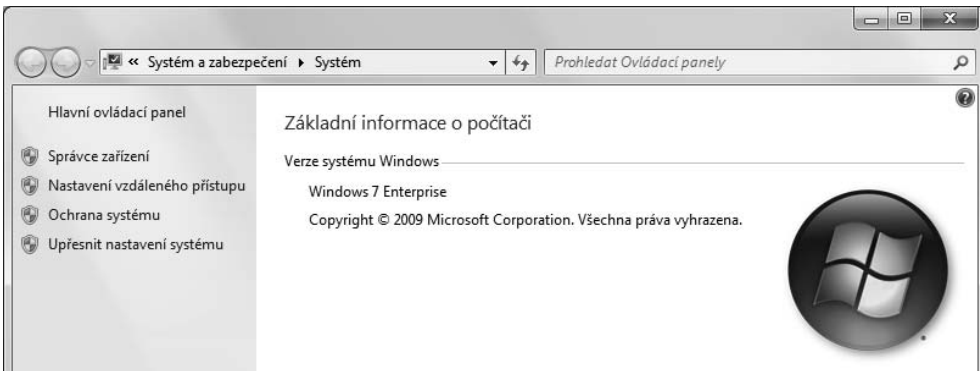 « Systém a zabezpečení ▸ Systém
Prohledat Ovládací panely
Hlavní ovládací panel
Správce zařízení
Nastavení vzdáleného přístupu
Ochrana systému
Upřesnit nastavení systému
Základní informace o počítači
Verze systému Windows
Windows 7 Enterprise
Copyright © 2009 Microsoft Corporation. Všechna práva vyhrazena.